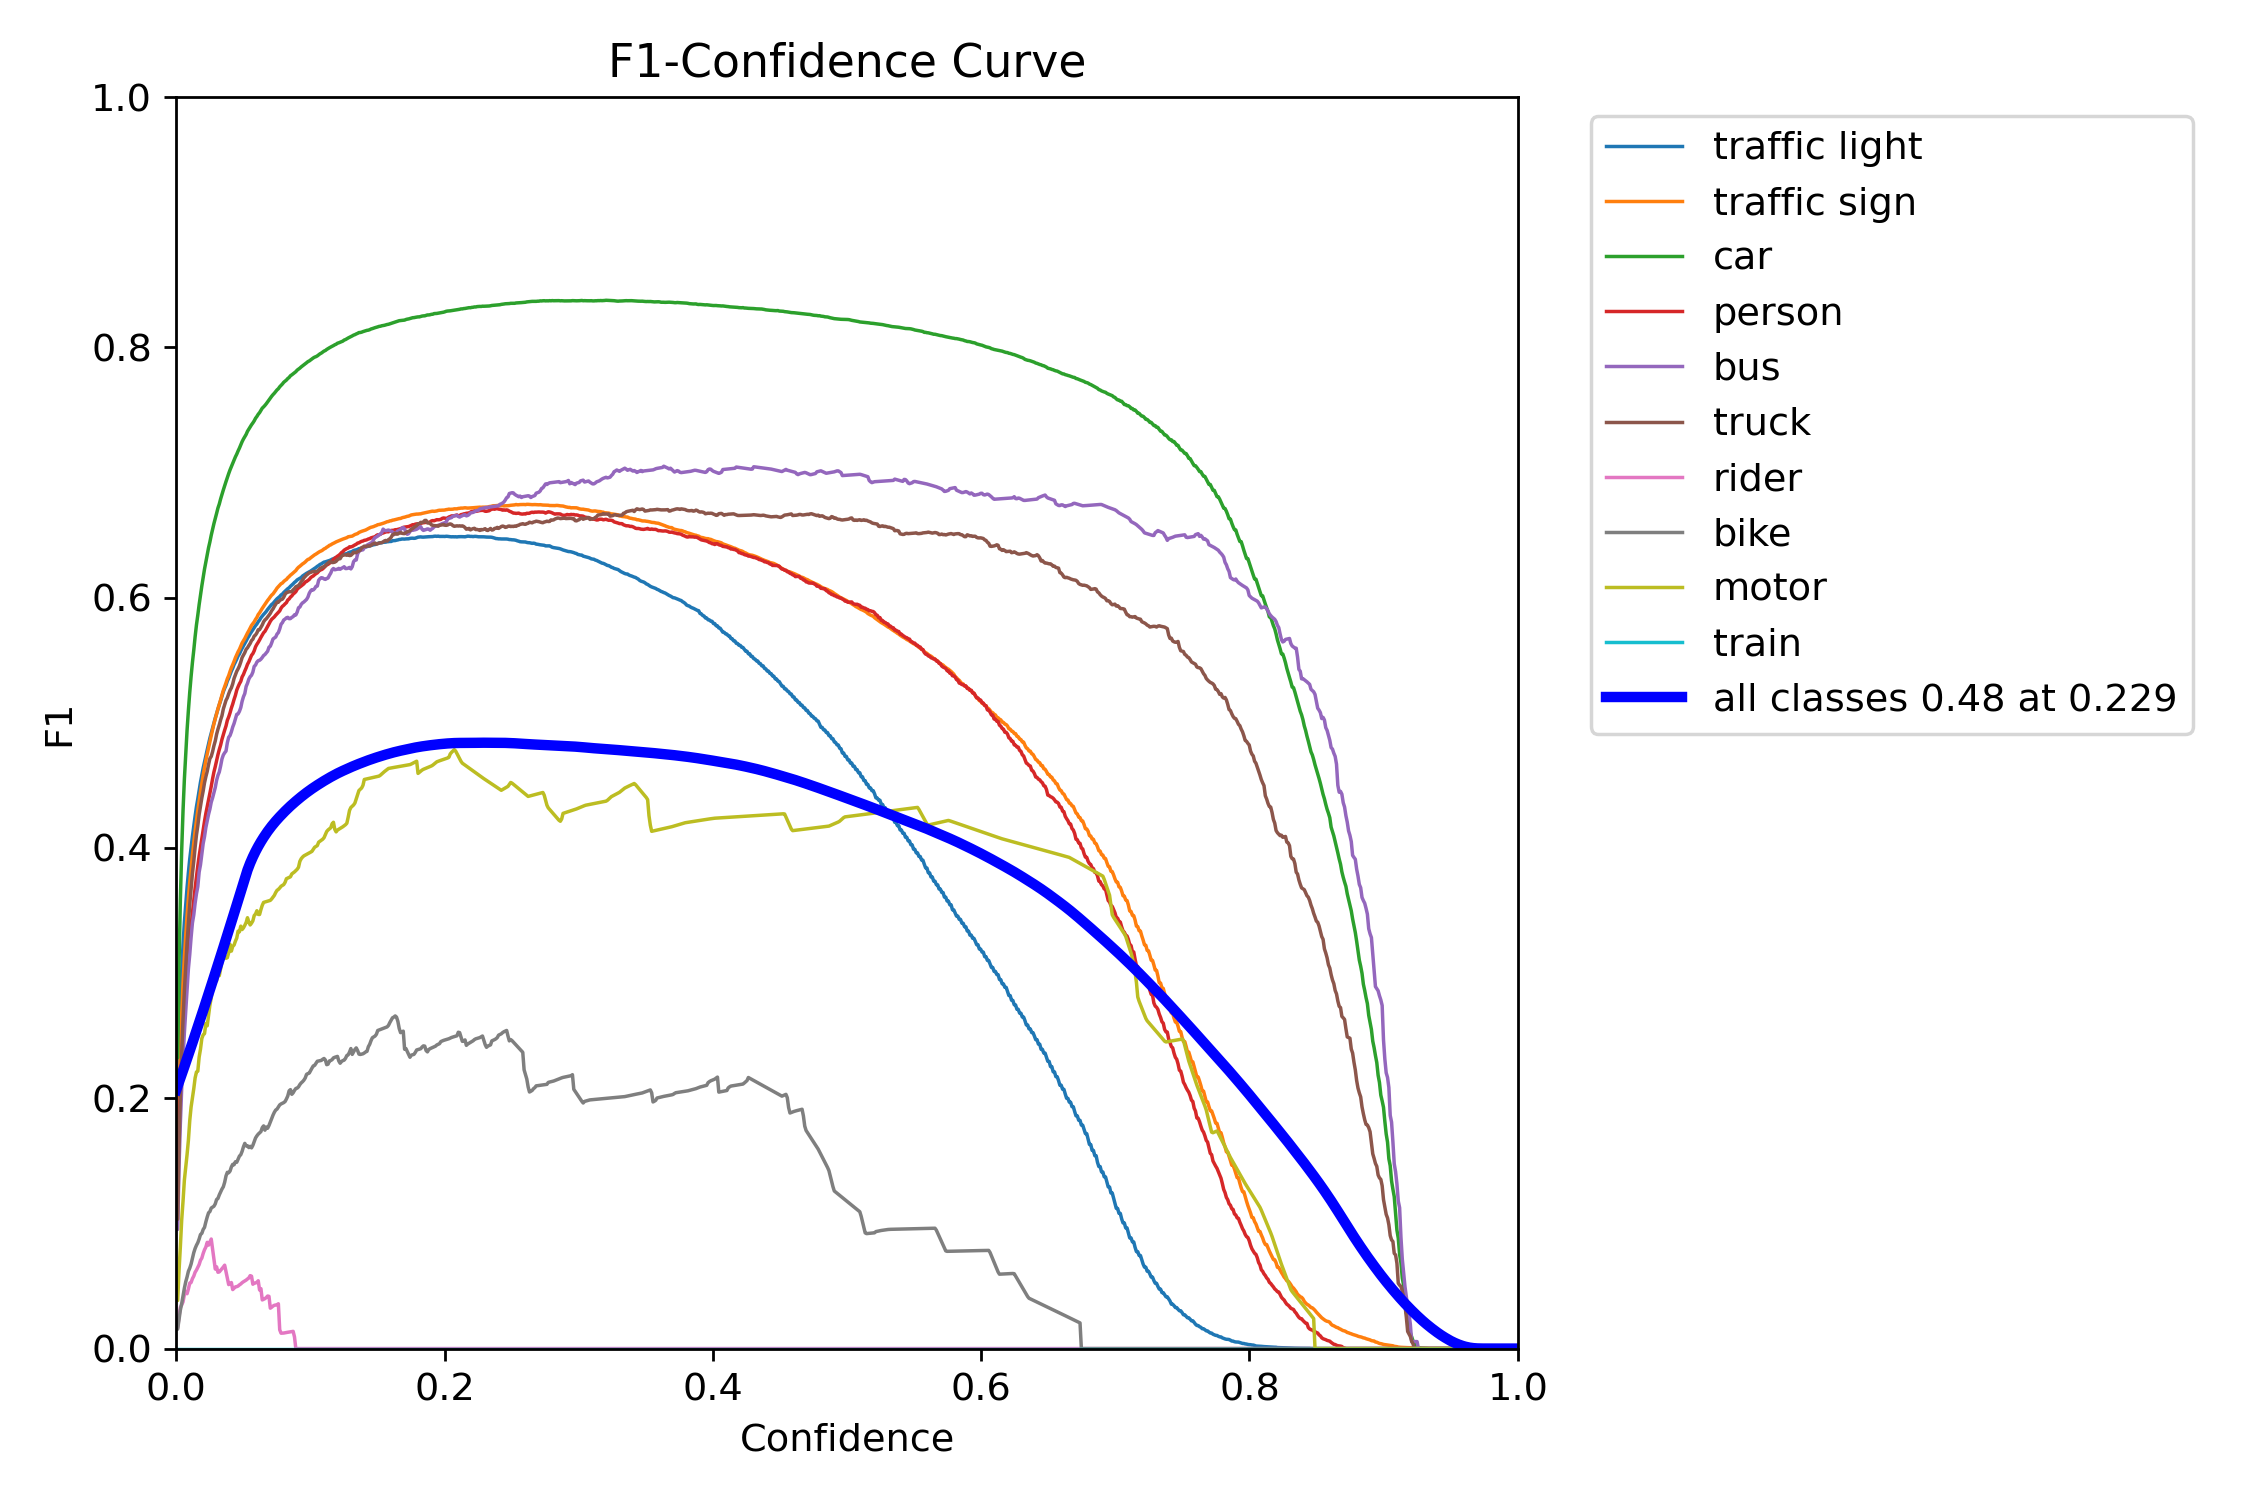 F1-Confidence Curve
1.0
0.8
0.6
0.4
0.2
0.0
F1
0.0 0.2 0.4 0.6 0.8 1.0
Confidence
traffic light
traffic sign
car
person
bus
truck
rider
bike
motor
train
all classes 0.48 at 0.229